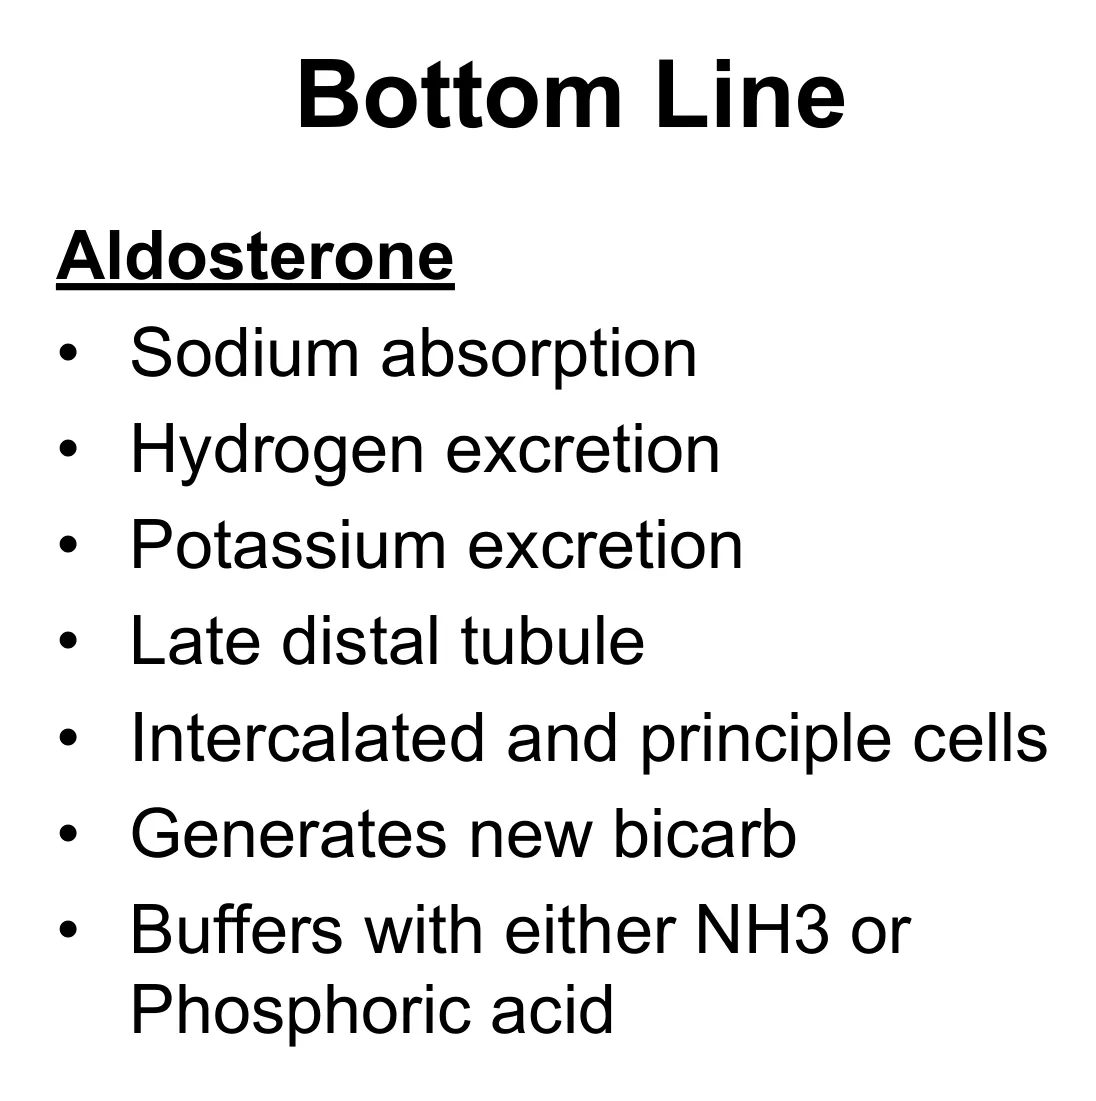 Bottom Line
Aldosterone
• Sodium absorption
• Hydrogen excretion
• Potassium excretion
• Late distal tubule
• Intercalated and principle cells
• Generates new bicarb
• Buffers with either NH3 or
Phosphoric acid